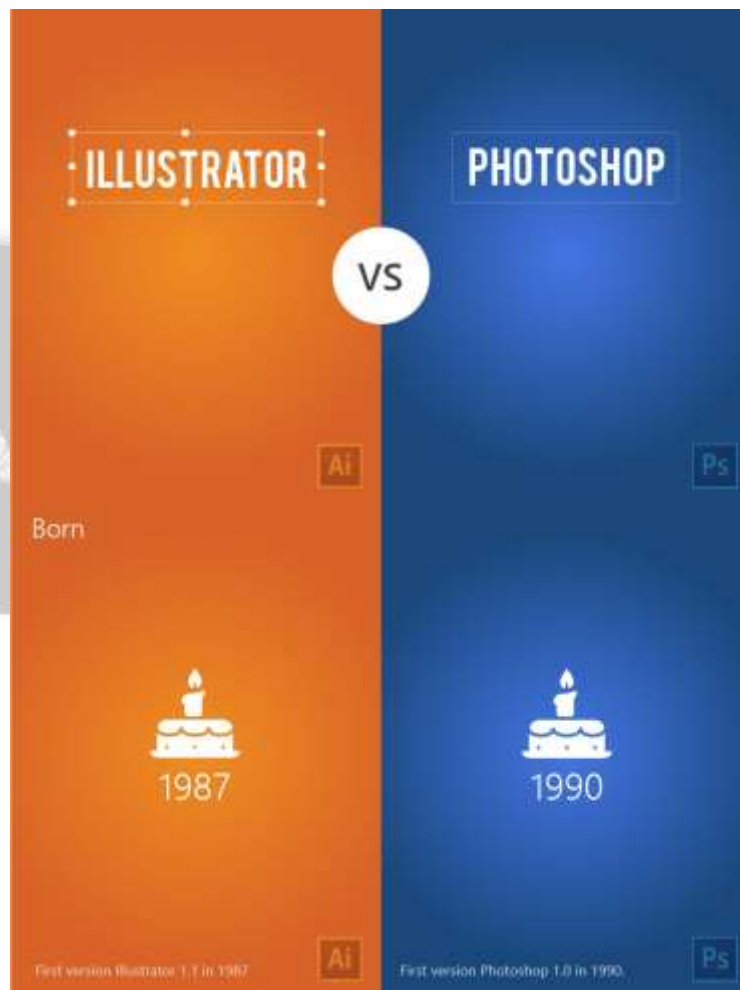 ILLUSTRATOR
PHOTOSHOP
VS
Ai
Ps
Born
1987
1990
First version Illustrator 1.1 in 1987
Ai
First version Photoshop 1.0 in 1990.
Ps